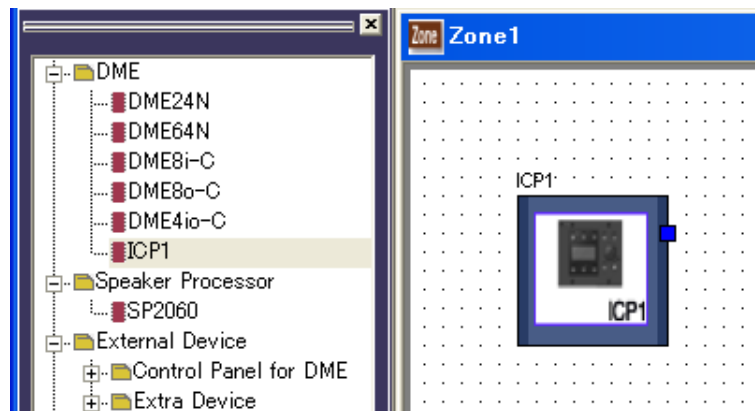 DME
DME24N
DME64N
DME8i-C
DME8o-C
DME4io-C
ICP1
Speaker Processor
SP2060
External Device
Control Panel for DME
Extra Device
Zone Zone1
ICP1
ICP1